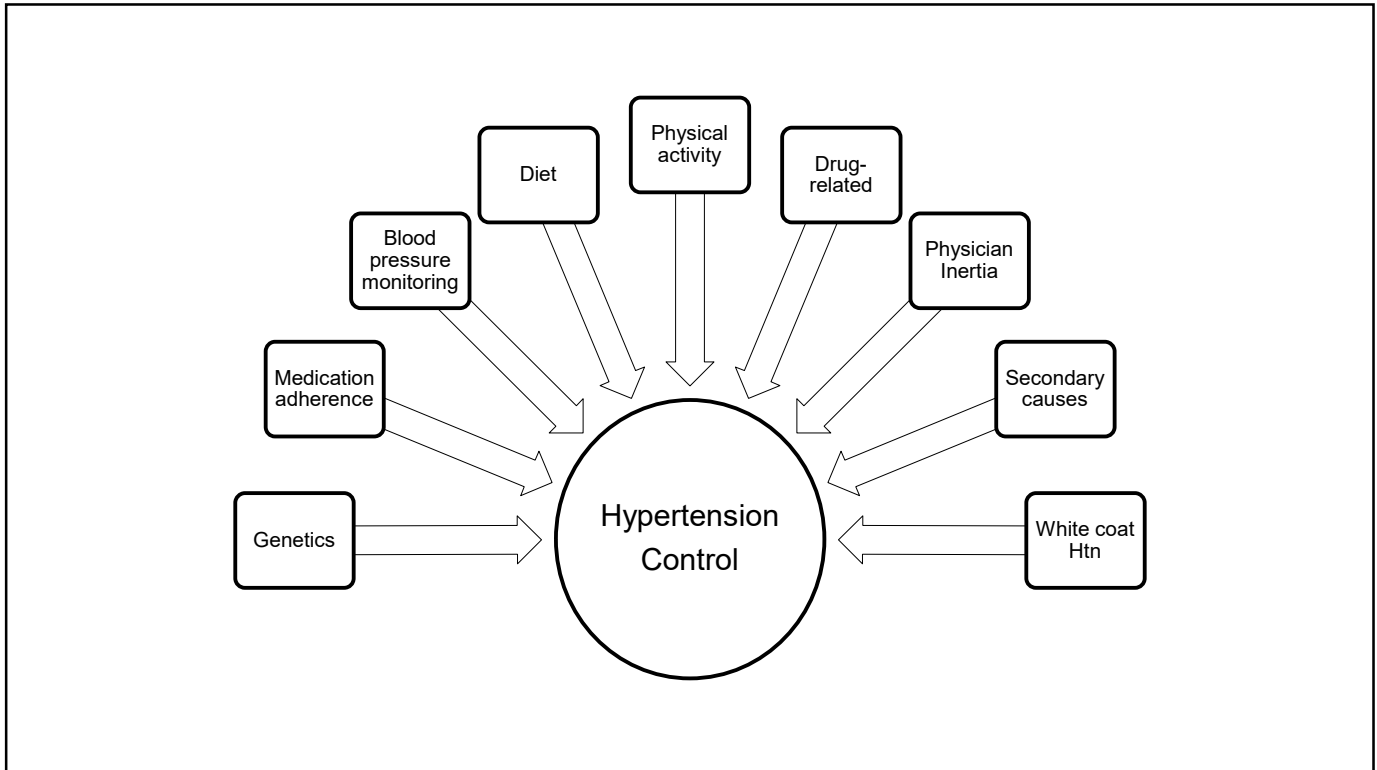 Physical
activity
Diet
Drug-
related
Blood
pressure
monitoring
Physician
Inertia
Medication
adherence
Secondary
causes
Genetics
Hypertension
Control
White coat
Htn